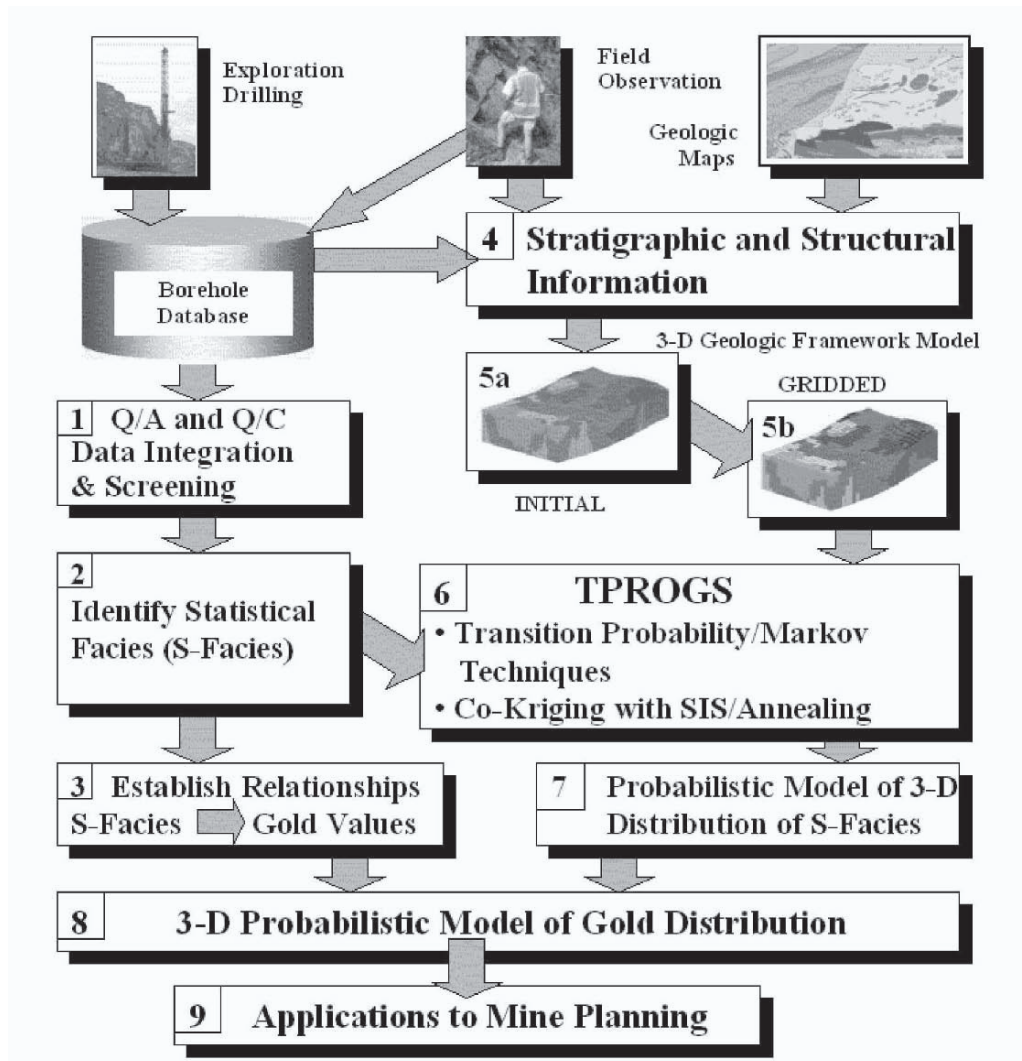 Exploration
Drilling
Field
Observation
Geologic
Maps
Borehole
Database
4 Stratigraphic and Structural
Information
3-D Geologic Framework Model
5a
INITIAL
GRIDDED
5b
1 Q/A and Q/C
Data Integration
& Screening
2
Identify Statistical
Facies (S-Facies)
6 TPROGS
• Transition Probability/Markov
Techniques
• Co-Kriging with SIS/Annealing
3 Establish Relationships
S-Facies Gold Values
7 Probabilistic Model of 3-D
Distribution of S-Facies
8 3-D Probabilistic Model of Gold Distribution
9 Applications to Mine Planning